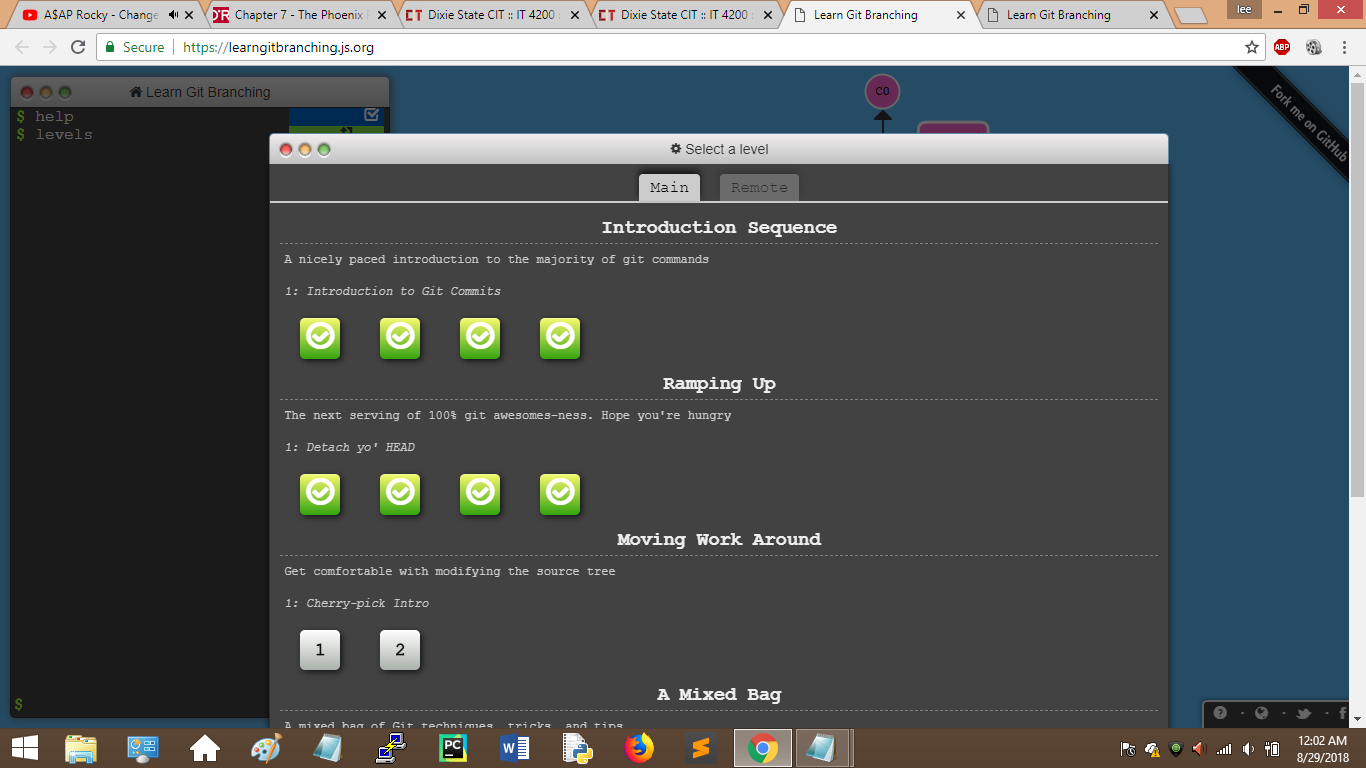 A$AP Rocky - Change
Chapter 7 - The Phoenix
Dixie State CIT :: IT 4200
Dixie State CIT :: IT 4200
Learn Git Branching
Learn Git Branching
lee
Secure
https://learngitbranching.js.org
ABP
Learn Git Branching
C0
Fork me on GitHub
$ help
$ levels
Select a level
Main
Remote
Introduction Sequence
A nicely paced introduction to the majority of git commands
1: Introduction to Git Commits
Ramping Up
The next serving of 100% git awesomes-ness. Hope you're hungry
1: Detach yo' HEAD
Moving Work Around
Get comfortable with modifying the source tree
1: Cherry-pick Intro
1 2
A Mixed Bag
A mixed bag of Git techniques, tricks, and tips
$
PC
12:02 AM
8/29/2018